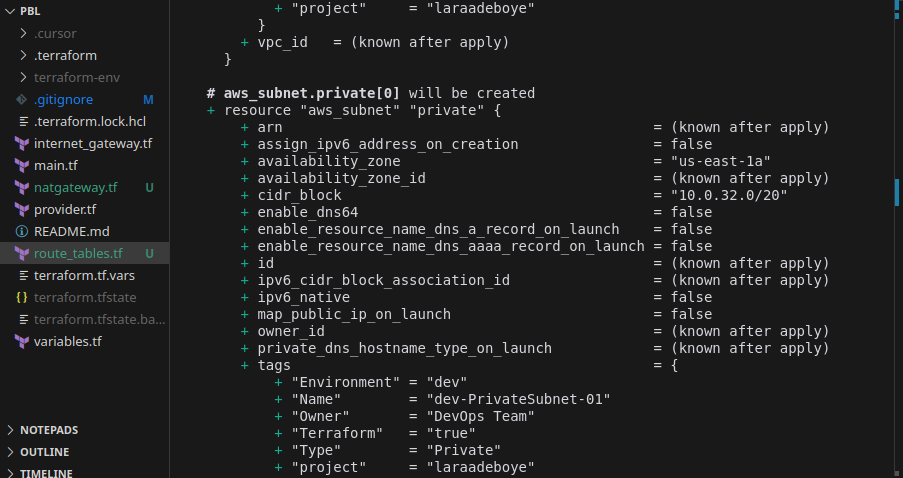 PBL
.cursor
.terraform
terraform-env
.gitignore M
.terraform.lock.hcl
internet_gateway.tf
main.tf
natgateway.tf U
provider.tf
README.md
route_tables.tf U
terraform.tf.vars
{} terraform.tfstate
terraform.tfstate.ba...
variables.tf
NOTEPADS
OUTLINE
TIMELINE
+ "project" = "laraadeboye"
}
+ vpc_id = (known after apply)
}
# aws_subnet.private[0] will be created
+ resource "aws_subnet" "private" {
+ arn = (known after apply)
+ assign_ipv6_address_on_creation = false
+ availability_zone = "us-east-1a"
+ availability_zone_id = (known after apply)
+ cidr_block = "10.0.32.0/20"
+ enable_dns64 = false
+ enable_resource_name_dns_a_record_on_launch = false
+ enable_resource_name_dns_aaaa_record_on_launch = false
+ id = (known after apply)
+ ipv6_cidr_block_association_id = (known after apply)
+ ipv6_native = false
+ map_public_ip_on_launch = false
+ owner_id = (known after apply)
+ private_dns_hostname_type_on_launch = (known after apply)
+ tags = {
+ "Environment" = "dev"
+ "Name" = "dev-PrivateSubnet-01"
+ "Owner" = "DevOps Team"
+ "Terraform" = "true"
+ "Type" = "Private"
+ "project" = "laraadeboye"